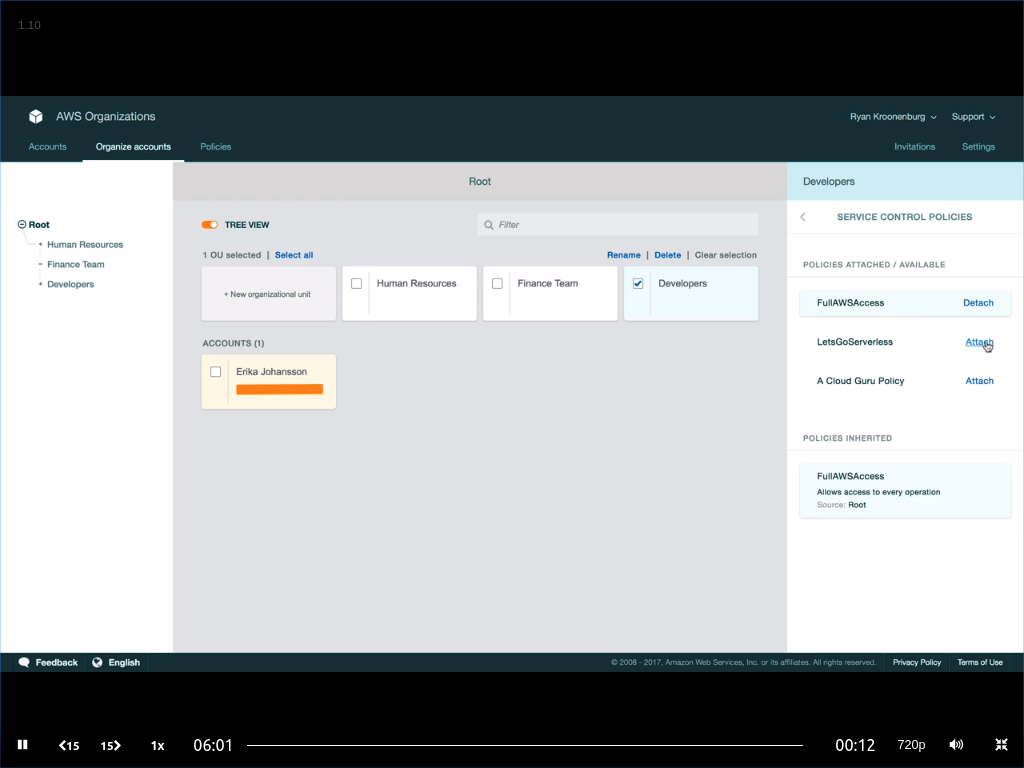 1.10
AWS Organizations
Ryan Kroonenburg
Support
Accounts
Organize accounts
Policies
Invitations
Settings
Root
Developers
Root
Human Resources
Finance Team
Developers
TREE VIEW
Filter
1 OU selected | Select all
Rename | Delete | Clear selection
+ New organizational unit
Human Resources
Finance Team
Developers
ACCOUNTS (1)
Erika Johansson
SERVICE CONTROL POLICIES
POLICIES ATTACHED / AVAILABLE
FullAWSAccess Detach
LetsGoServerless Attach
A Cloud Guru Policy Attach
POLICIES INHERITED
FullAWSAccess
Allows access to every operation
Source: Root
Feedback
English
© 2008 - 2017, Amazon Web Services, Inc. or its affiliates. All rights reserved.
Privacy Policy
Terms of Use
15
15
1x
06:01
00:12
720p